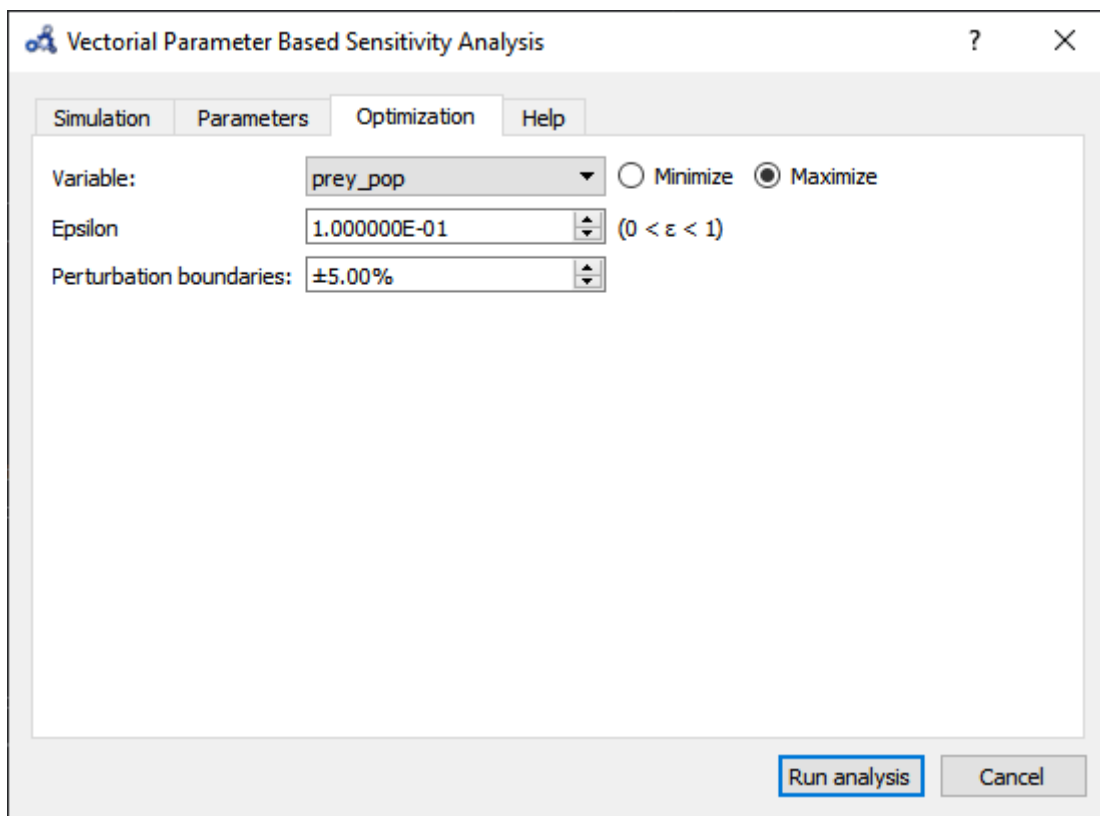 Vectorial Parameter Based Sensitivity Analysis ?
Simulation Parameters Optimization Help
Variable: prey_pop Minimize Maximize
Epsilon 1.000000E-01 (0 < ε < 1)
Perturbation boundaries: ±5.00%
Run analysis Cancel